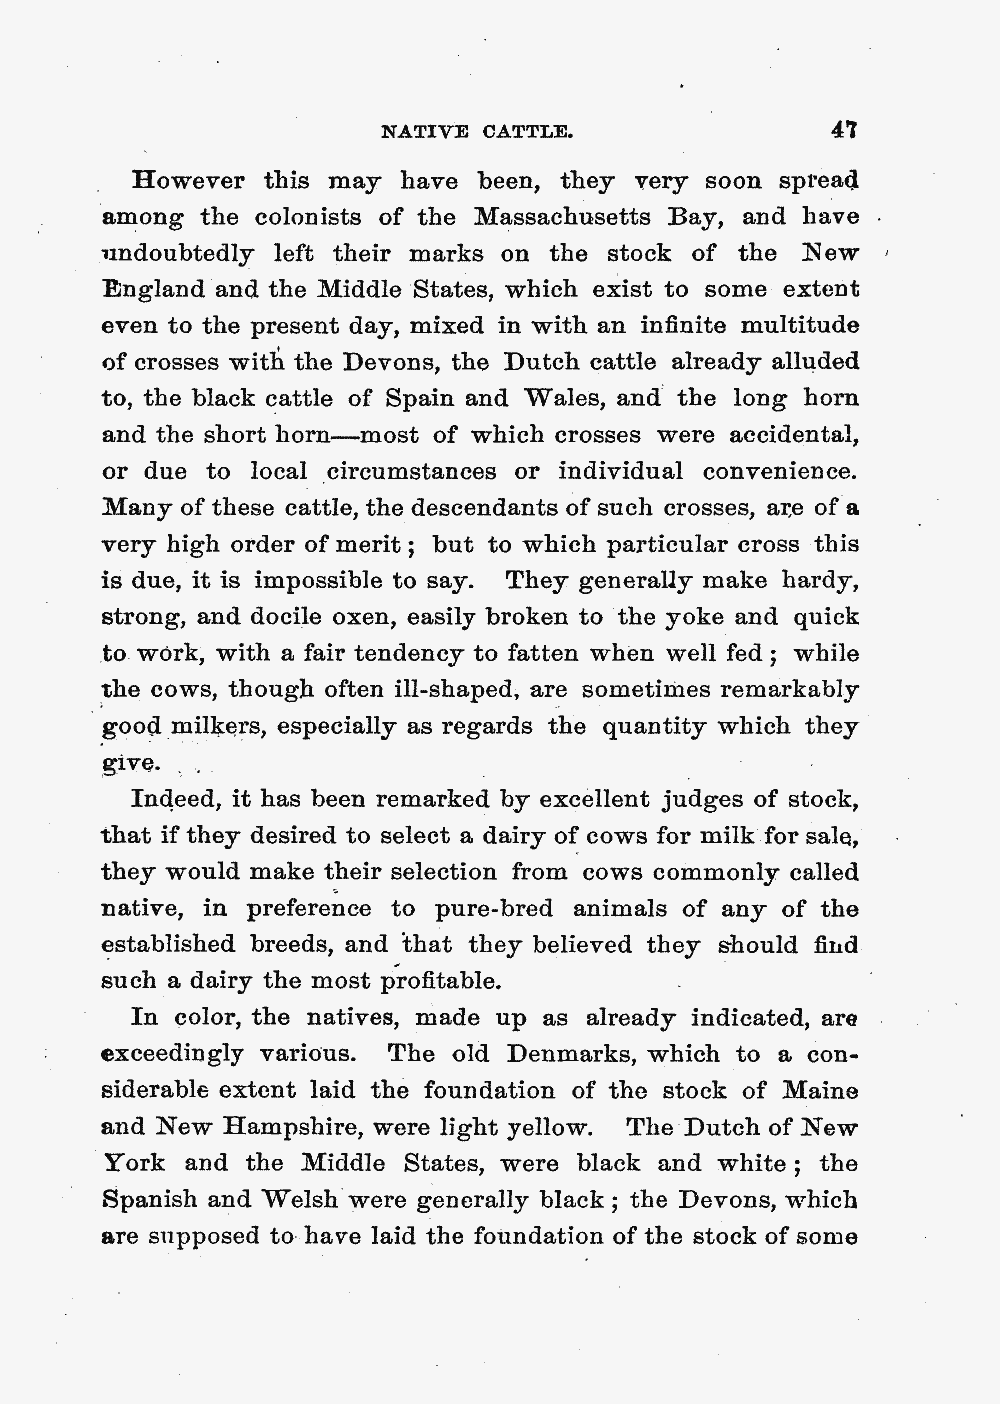 NATIVE CATTLE. 47
However this may have been, they very soon spread
among the colonists of the Massachusetts Bay, and have
undoubtedly left their marks on the stock of the New
England and the Middle States, which exist to some extent
even to the present day, mixed in with an infinite multitude
of crosses with the Devons, the Dutch cattle already alluded
to, the black cattle of Spain and Wales, and the long horn
and the short horn—most of which crosses were accidental,
or due to local circumstances or individual convenience.
Many of these cattle, the descendants of such crosses, are of a
very high order of merit; but to which particular cross this
is due, it is impossible to say. They generally make hardy,
strong, and docile oxen, easily broken to the yoke and quick
to work, with a fair tendency to fatten when well fed; while
the cows, though often ill-shaped, are sometimes remarkably
good milkers, especially as regards the quantity which they
give.
Indeed, it has been remarked by excellent judges of stock,
that if they desired to select a dairy of cows for milk for sale,
they would make their selection from cows commonly called
native, in preference to pure-bred animals of any of the
established breeds, and that they believed they should find
such a dairy the most profitable.
In color, the natives, made up as already indicated, are
exceedingly various. The old Denmarks, which to a con-
siderable extent laid the foundation of the stock of Maine
and New Hampshire, were light yellow. The Dutch of New
York and the Middle States, were black and white; the
Spanish and Welsh were generally black; the Devons, which
are supposed to have laid the foundation of the stock of some